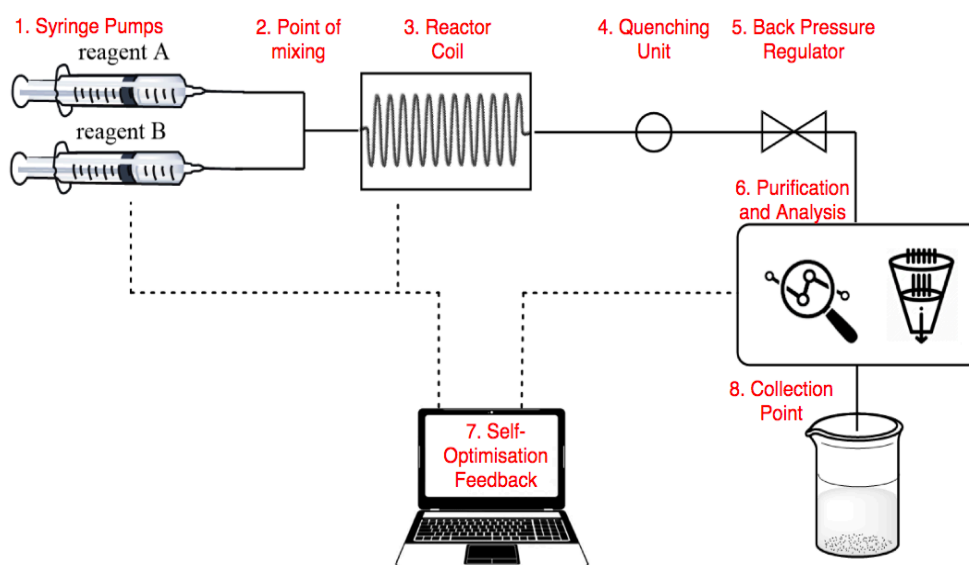 1. Syringe Pumps
reagent A
reagent B
2. Point of
mixing
3. Reactor
Coil
4. Quenching
Unit
5. Back Pressure
Regulator
6. Purification
and Analysis
7. Self-
Optimisation
Feedback
8. Collection
Point